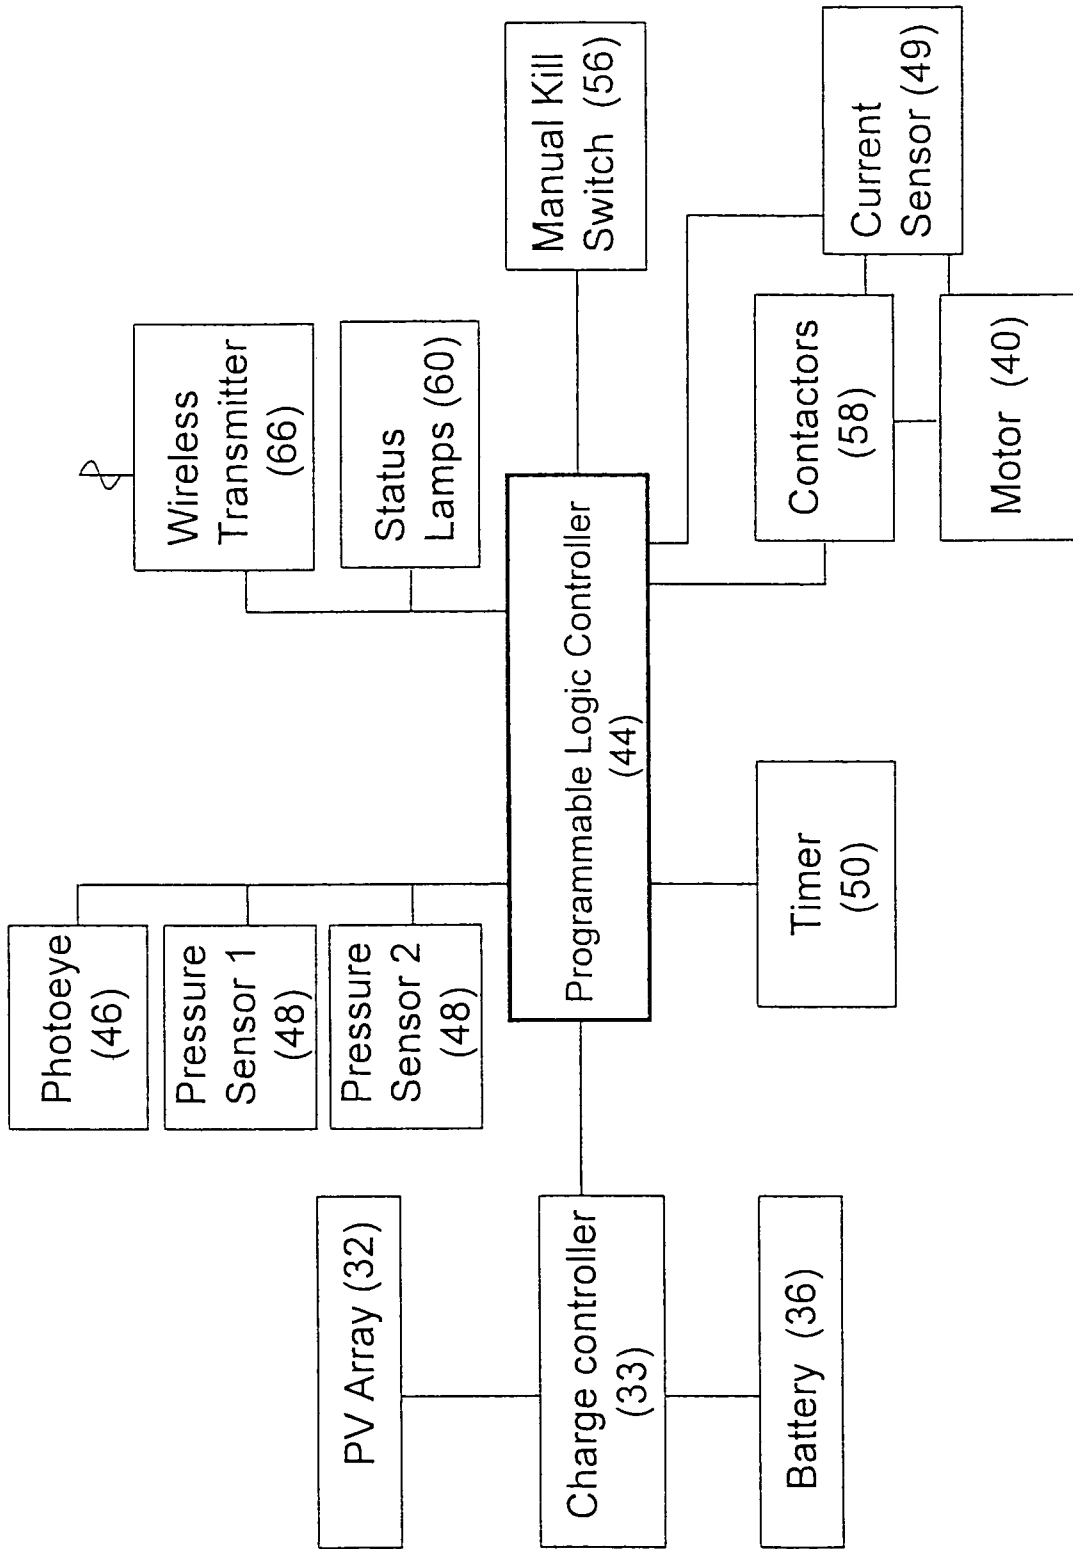 PV Array (32)
Charge controller
(33)
Battery (36)
Photoeye
(46)
Pressure
Sensor 1
(48)
Pressure
Sensor 2
(48)
Programmable Logic Controller
(44)
Timer
(50)
Wireless
Transmitter
(66)
Status
Lamps (60)
Manual Kill
Switch (56)
Contactors
(58)
Motor (40)
Current
Sensor (49)